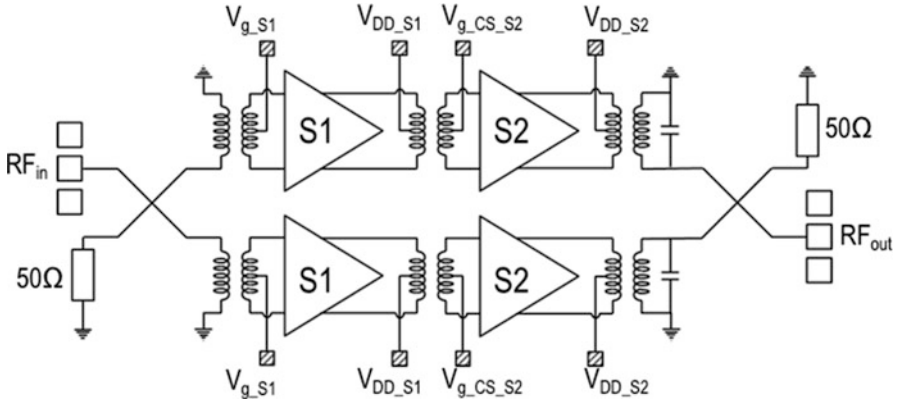 V_g_S1 V_DD_S1 V_g_CS_S2 V_DD_S2
S1 S2 50Ω
RF_in
S1 S2 RF_out
50Ω
V_g_S1 V_DD_S1 V_g_CS_S2 V_DD_S2